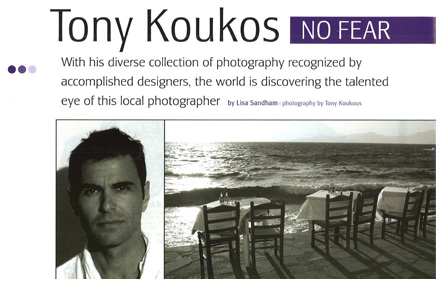 Tony Koukos NO FEAR
With his diverse collection of photography recognized by
accomplished designers, the world is discovering the talented
eye of this local photographer by Lisa Sandham : photography by Tony Koukous